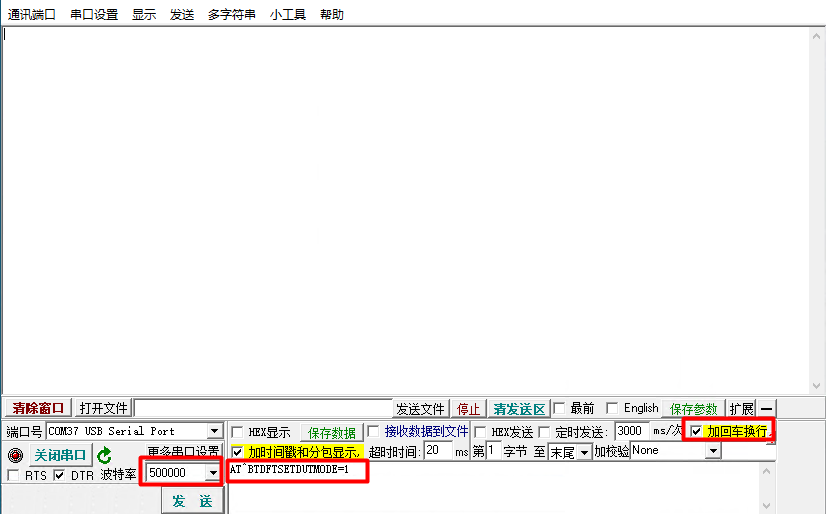 通讯端口 串口设置 显示 发送 多字符串 小工具 帮助
清除窗口 打开文件 发送文件 停止 清发送区 最前 English 保存参数 扩展 —
端口号 COM37 USB Serial Port HEX显示 保存数据 接收数据到文件 HEX发送 定时发送: 3000 ms/次 加回车换行
关闭串口 更多串口设置 加时间戳和分包显示, 超时时间: 20 ms 第 1 字节 至 末尾 加校验 None
RTS DTR 波特率 500000 AT^BTDFTSETDUTMODE=1
发 送